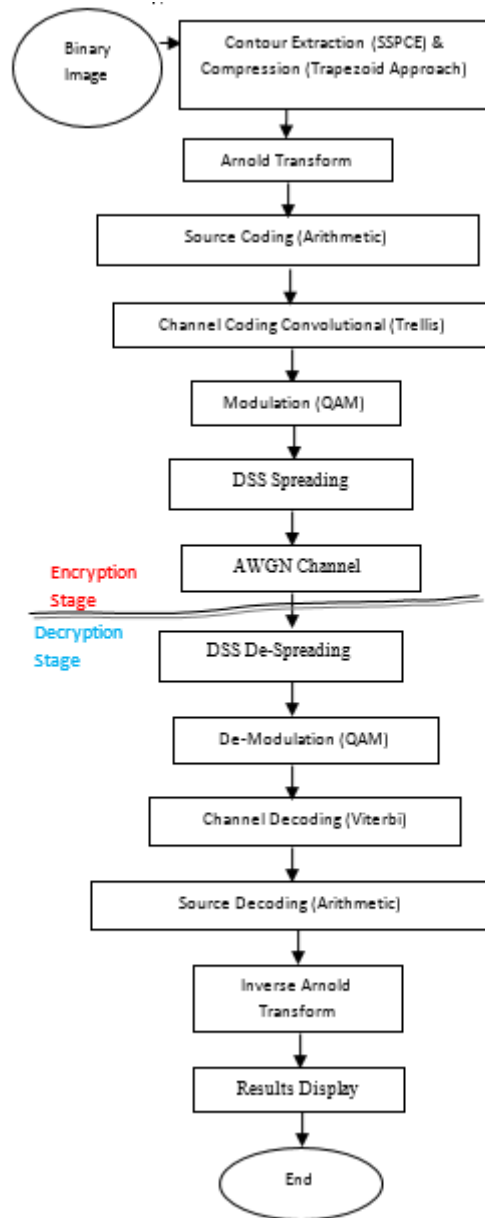 Binary
Image
Contour Extraction (SSPCE) &
Compression (Trapezoid Approach)
Arnold Transform
Source Coding (Arithmetic)
Channel Coding Convolutional (Trellis)
Modulation (QAM)
DSS Spreading
AWGN Channel
Encryption
Stage
Decryption
Stage
DSS De-Spreading
De-Modulation (QAM)
Channel Decoding (Viterbi)
Source Decoding (Arithmetic)
Inverse Arnold
Transform
Results Display
End